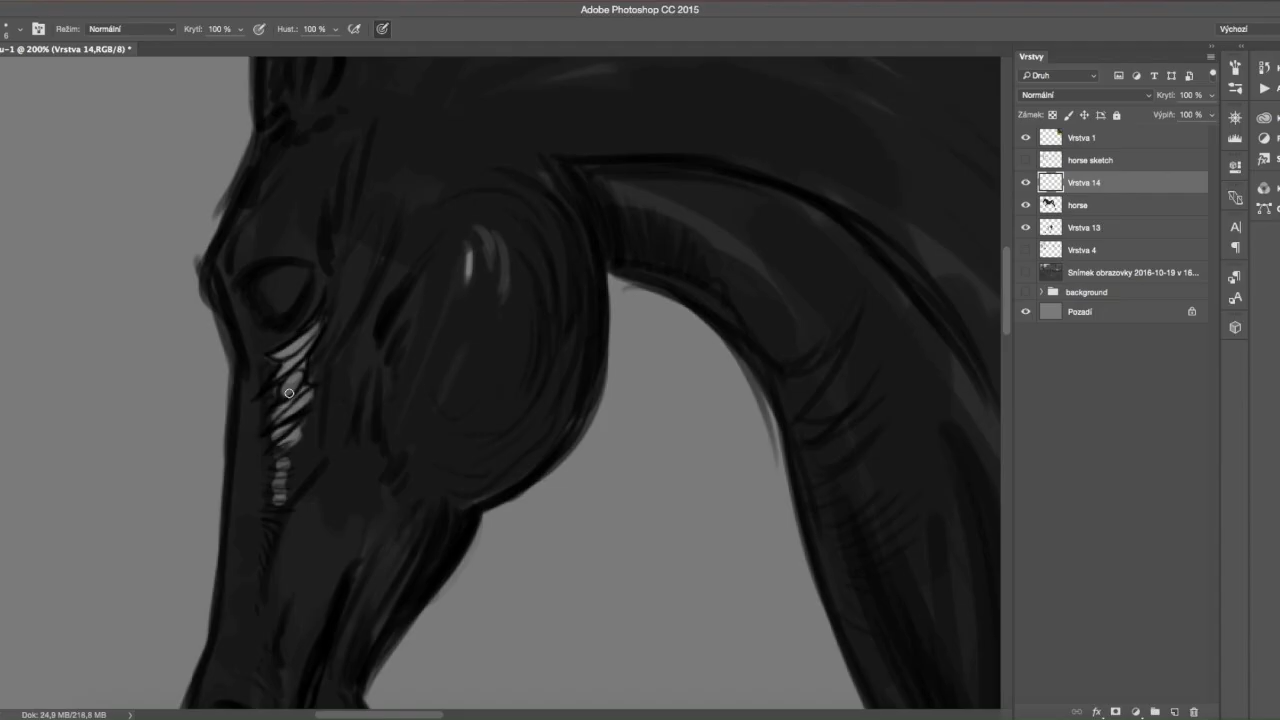 Adobe Photoshop CC 2015
6 Režim: Normální Krytí: 100 % Hust.: 100 % Výchozí
u-1 @ 200% (Vrstva 14,RGB/8) *
Vrstvy
Druh
Normální Krytí: 100 %
Zámek: Výplň: 100 %
Vrstva 1
horse sketch
Vrstva 14
horse
Vrstva 13
Vrstva 4
Snímek obrazovky 2016-10-19 v 16...
background
Pozadí
Dok: 24,9 MB/218,8 MB